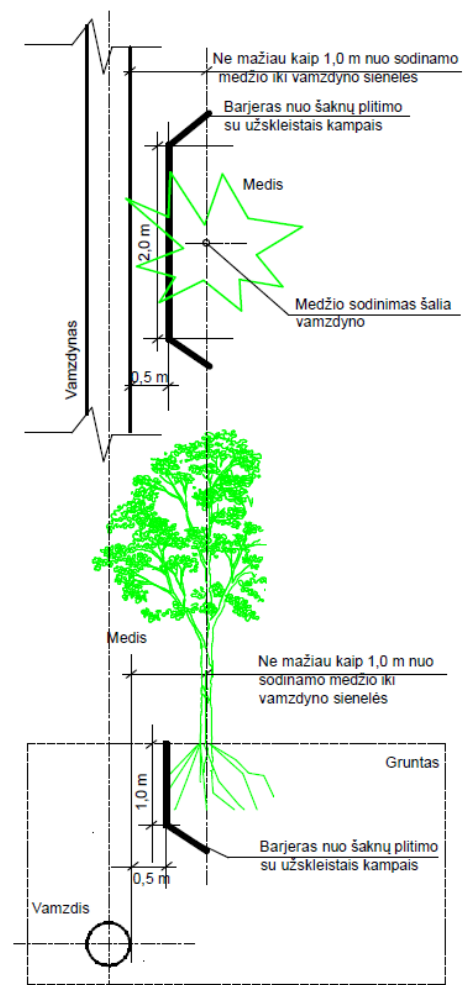 Ne mažiau kaip 1,0 m nuo sodinamo
medžio iki vamzdyno sienelės
Barjeras nuo šaknų plitimo
su užskleistais kampais
Medis
2,0 m
Medžio sodinimas šalia
vamzdyno
Vamzdynas
0,5 m
Medis
Ne mažiau kaip 1,0 m nuo
sodinamo medžio iki
vamzdyno sienelės
Gruntas
1,0 m
Barjeras nuo šaknų plitimo
su užskleistais kampais
0,5 m
Vamzdis